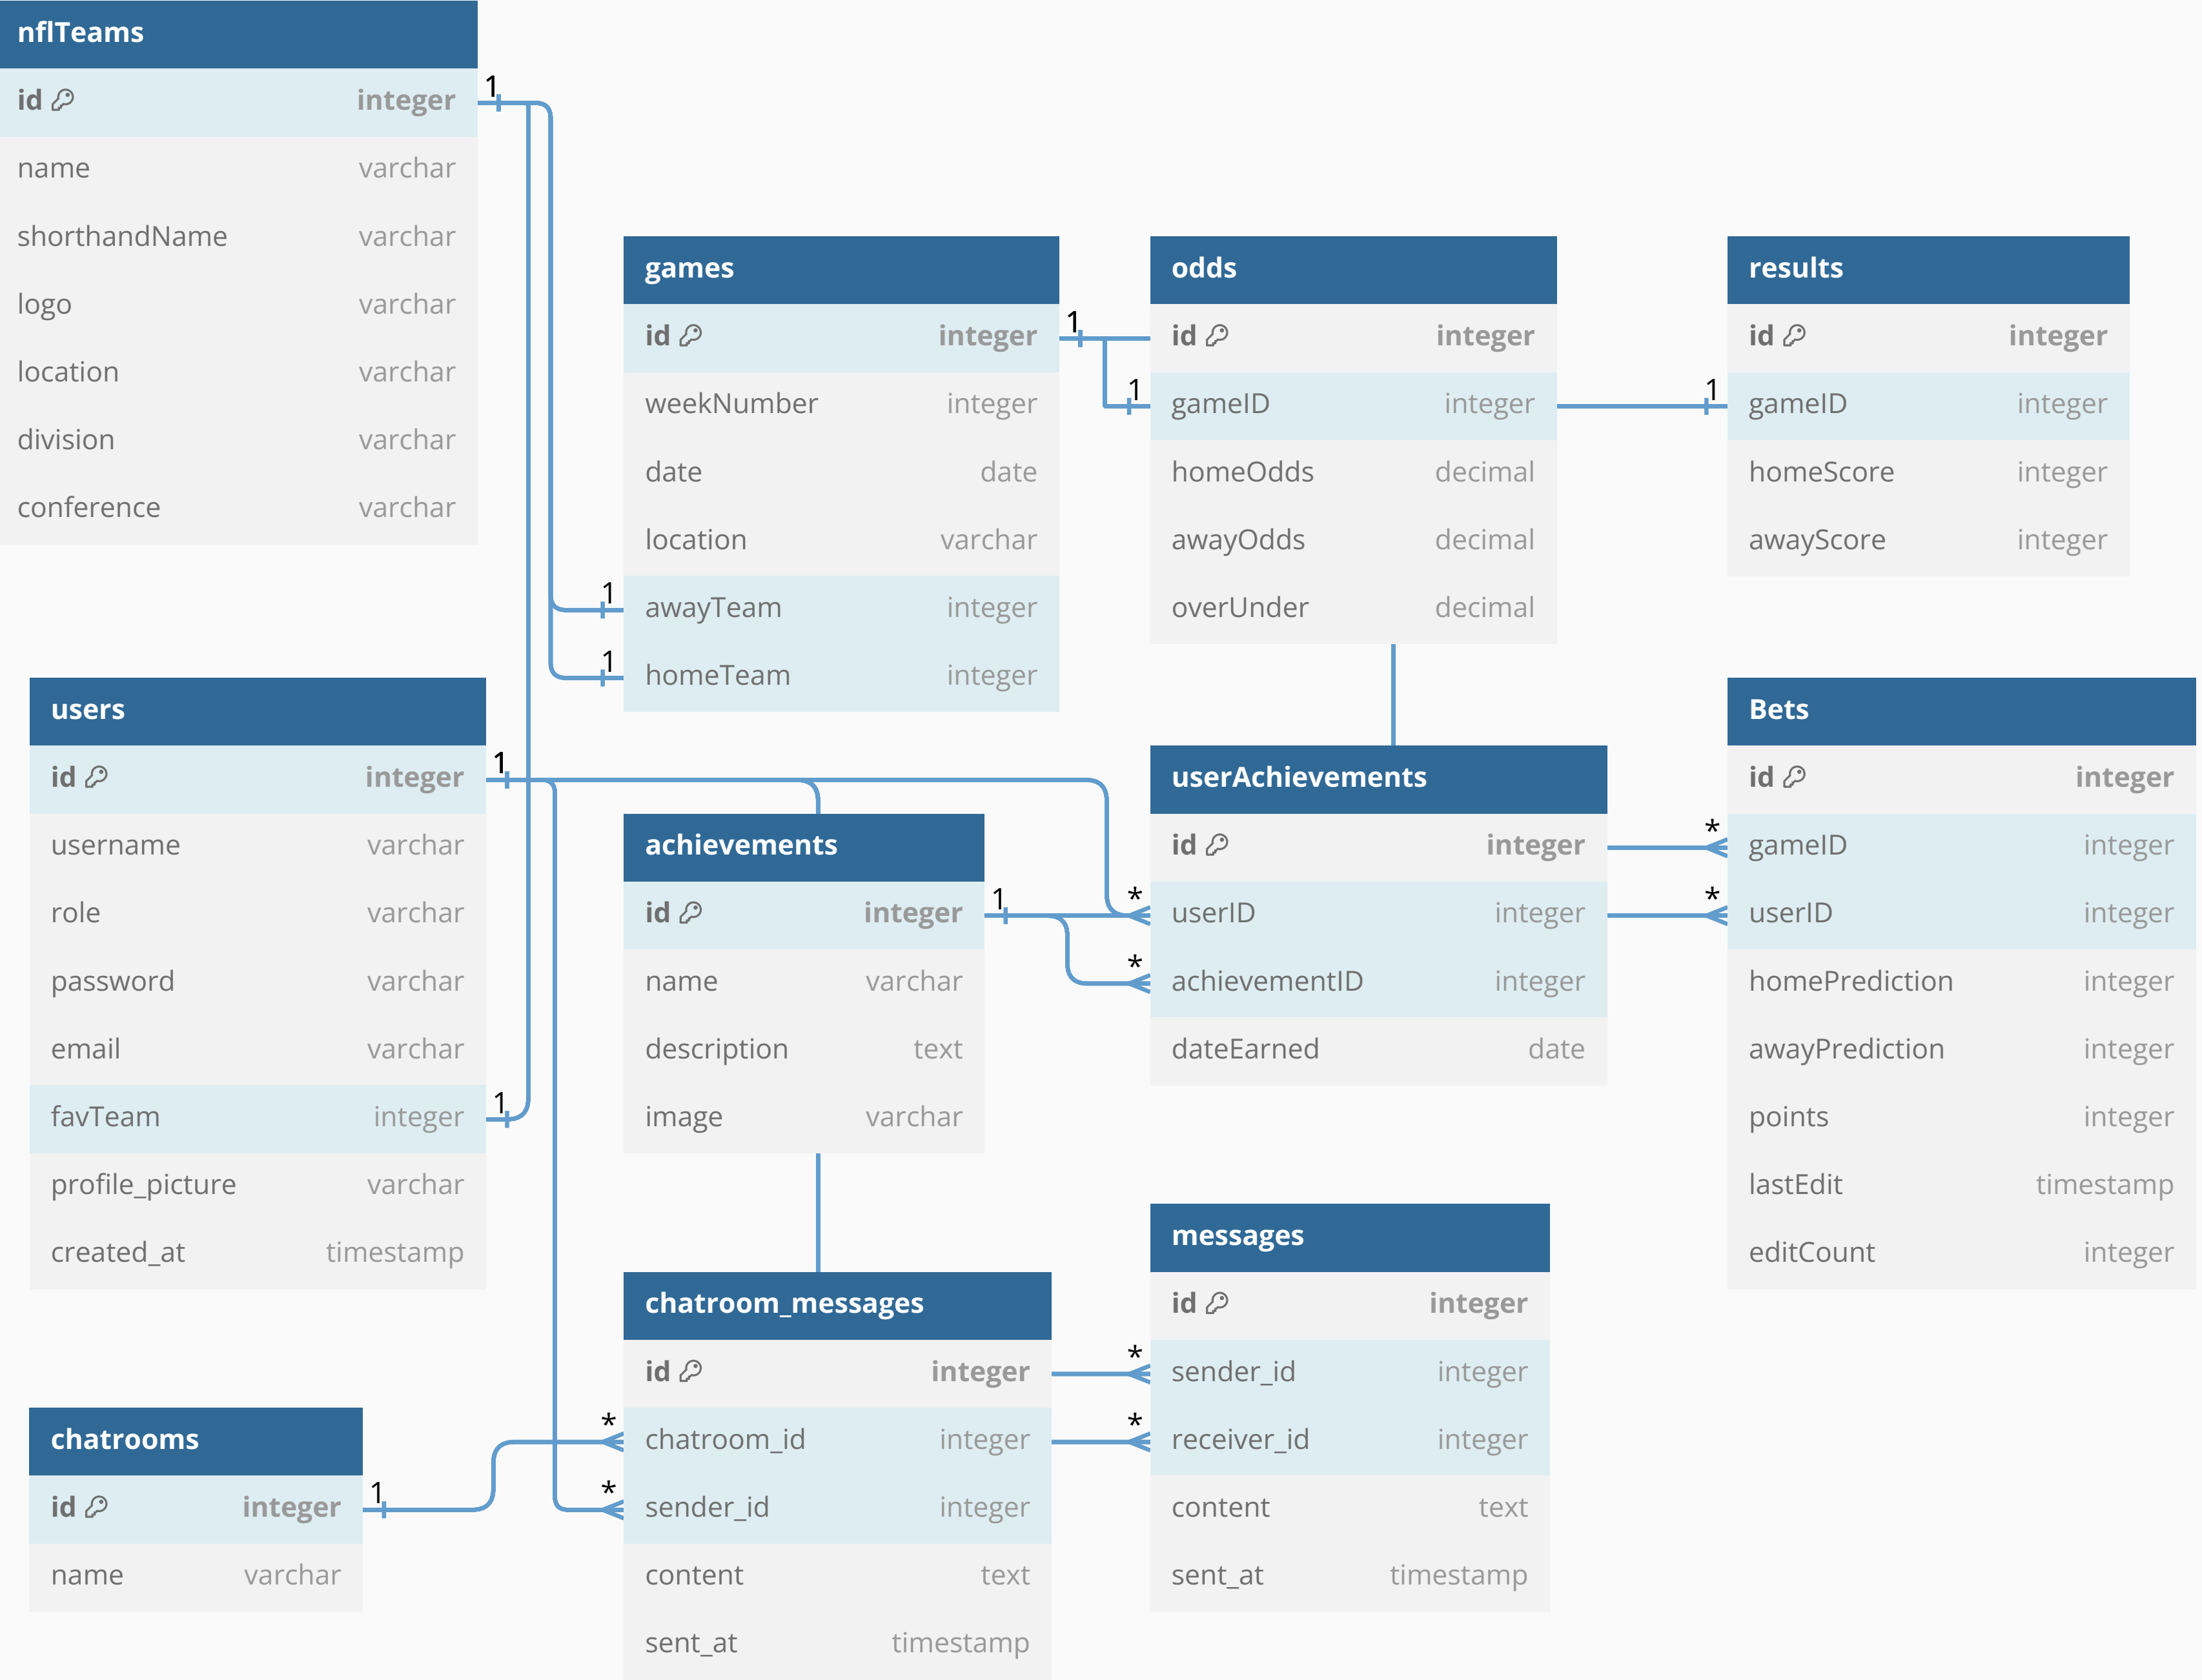 nflTeams
id integer
name varchar
shorthandName varchar
logo varchar
location varchar
division varchar
conference varchar
1
games
id integer
weekNumber integer
date date
location varchar
awayTeam integer
homeTeam integer
1
1
1
odds
id integer
gameID integer
homeOdds decimal
awayOdds decimal
overUnder decimal
1
results
id integer
gameID integer
homeScore integer
awayScore integer
1
users
id integer
username varchar
role varchar
password varchar
email varchar
favTeam integer
profile_picture varchar
created_at timestamp
1
1
achievements
id integer
name varchar
description text
image varchar
1
userAchievements
id integer
userID integer
achievementID integer
dateEarned date
*
*
Bets
id integer
gameID integer
userID integer
homePrediction integer
awayPrediction integer
points integer
lastEdit timestamp
editCount integer
*
*
chatrooms
id integer
name varchar
1
chatroom_messages
id integer
chatroom_id integer
sender_id integer
content text
sent_at timestamp
*
*
messages
id integer
sender_id integer
receiver_id integer
content text
sent_at timestamp
*
*